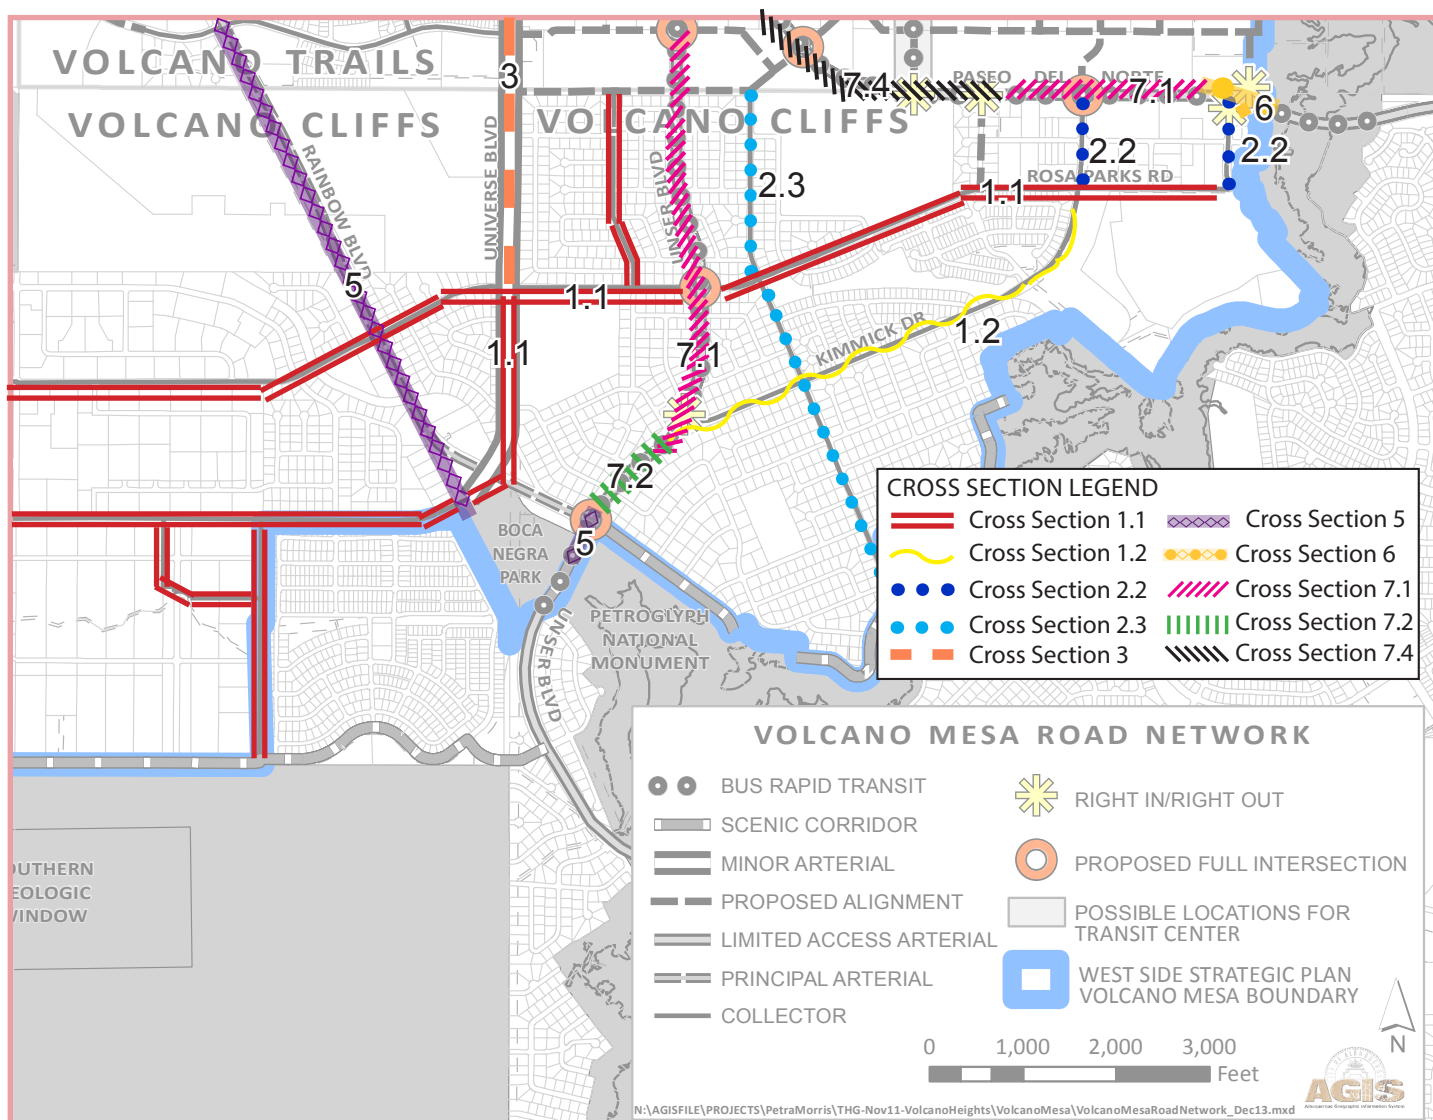 VOLCANO TRAILS
VOLCANO CLIFFS
VOLCANO CLIFFS
3
7.4
PASEO DEL NORTE
7.1
6
2.2
2.2
ROSA PARKS RD
1.1
2.3
UNIVERSE BLVD
UNSER BLVD
RAINBOW BLVD
5
1.1
1.1
7.1
KIMMICK DR
1.2
7.2
5
BOCA
NEGRA
PARK
PETROGLYPH
NATIONAL
MONUMENT
UNSER BLVD
OUTHERN
EOLOGIC
WINDOW
CROSS SECTION LEGEND
Cross Section 1.1
Cross Section 1.2
Cross Section 2.2
Cross Section 2.3
Cross Section 3
Cross Section 5
Cross Section 6
Cross Section 7.1
Cross Section 7.2
Cross Section 7.4
VOLCANO MESA ROAD NETWORK
BUS RAPID TRANSIT
SCENIC CORRIDOR
MINOR ARTERIAL
PROPOSED ALIGNMENT
LIMITED ACCESS ARTERIAL
PRINCIPAL ARTERIAL
COLLECTOR
RIGHT IN/RIGHT OUT
PROPOSED FULL INTERSECTION
POSSIBLE LOCATIONS FOR
TRANSIT CENTER
WEST SIDE STRATEGIC PLAN
VOLCANO MESA BOUNDARY
0 1,000 2,000 3,000
Feet
N
AGIS
Albuquerque Geographic Information System
N:\AGISFILE\PROJECTS\PetraMorris\THG-Nov11-VolcanoHeights\VolcanoMesa\VolcanoMesaRoadNetwork_Dec13.mxd